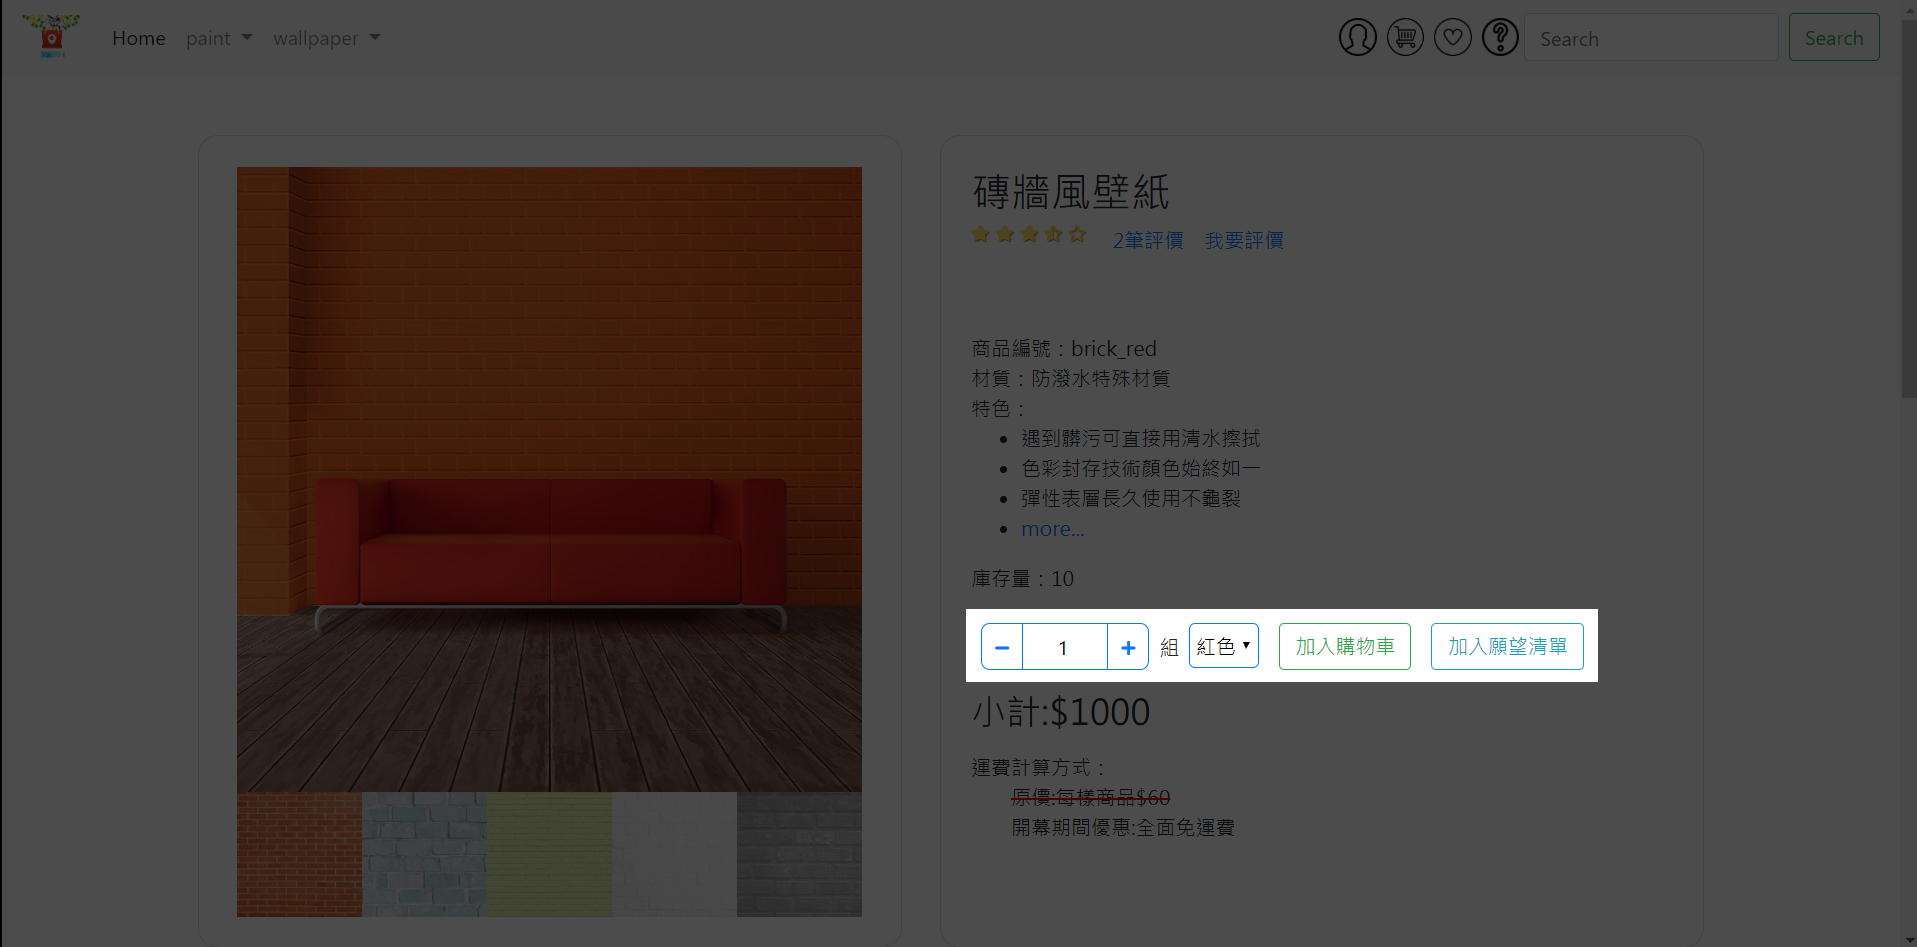 Home paint wallpaper Search Search
磚牆風壁紙
2筆評價 我要評價
商品編號：brick_red
材質：防潑水特殊材質
特色：
遇到髒污可直接用清水擦拭
色彩封存技術顏色始終如一
彈性表層長久使用不龜裂
more...
庫存量：10
1 組 紅色 加入購物車 加入願望清單
小計:$1000
運費計算方式：
原價:每樣商品$60
開幕期間優惠:全面免運費